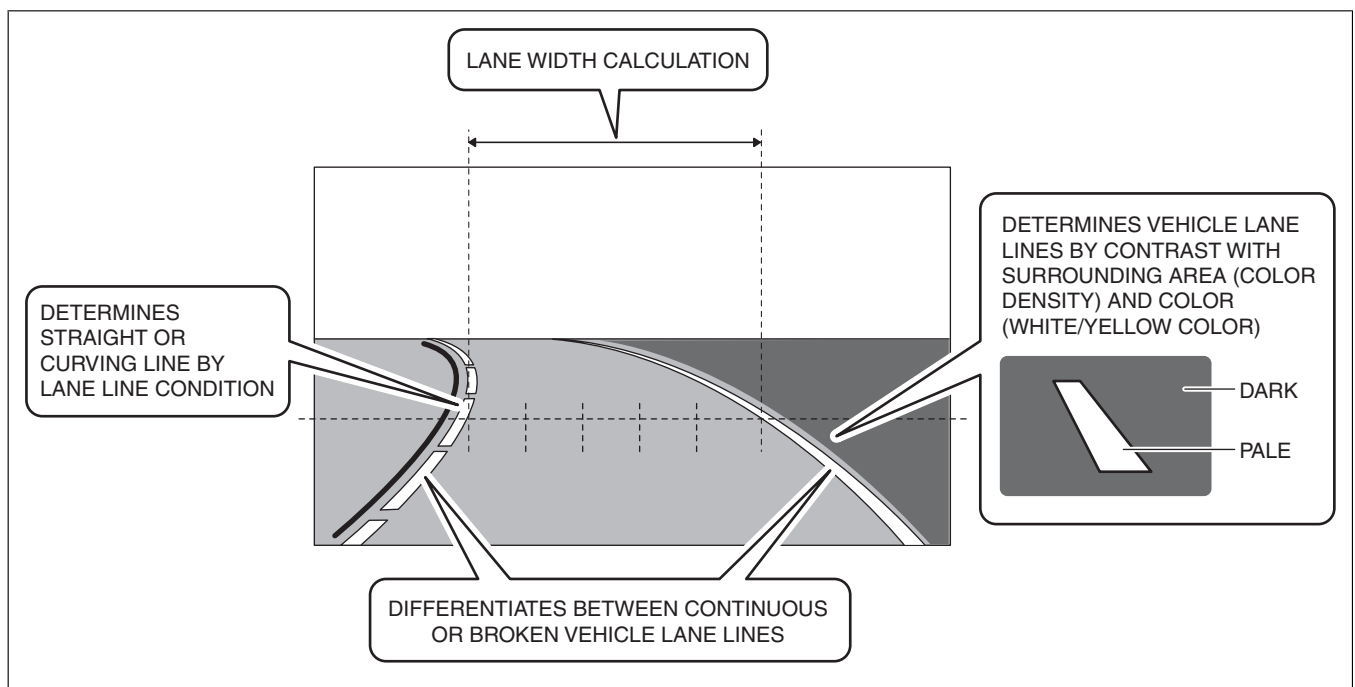 LANE WIDTH CALCULATION
DETERMINES VEHICLE LANE
LINES BY CONTRAST WITH
SURROUNDING AREA (COLOR
DENSITY) AND COLOR
(WHITE/YELLOW COLOR)
DARK
PALE
DETERMINES
STRAIGHT OR
CURVING LINE BY
LANE LINE CONDITION
DIFFERENTIATES BETWEEN CONTINUOUS
OR BROKEN VEHICLE LANE LINES